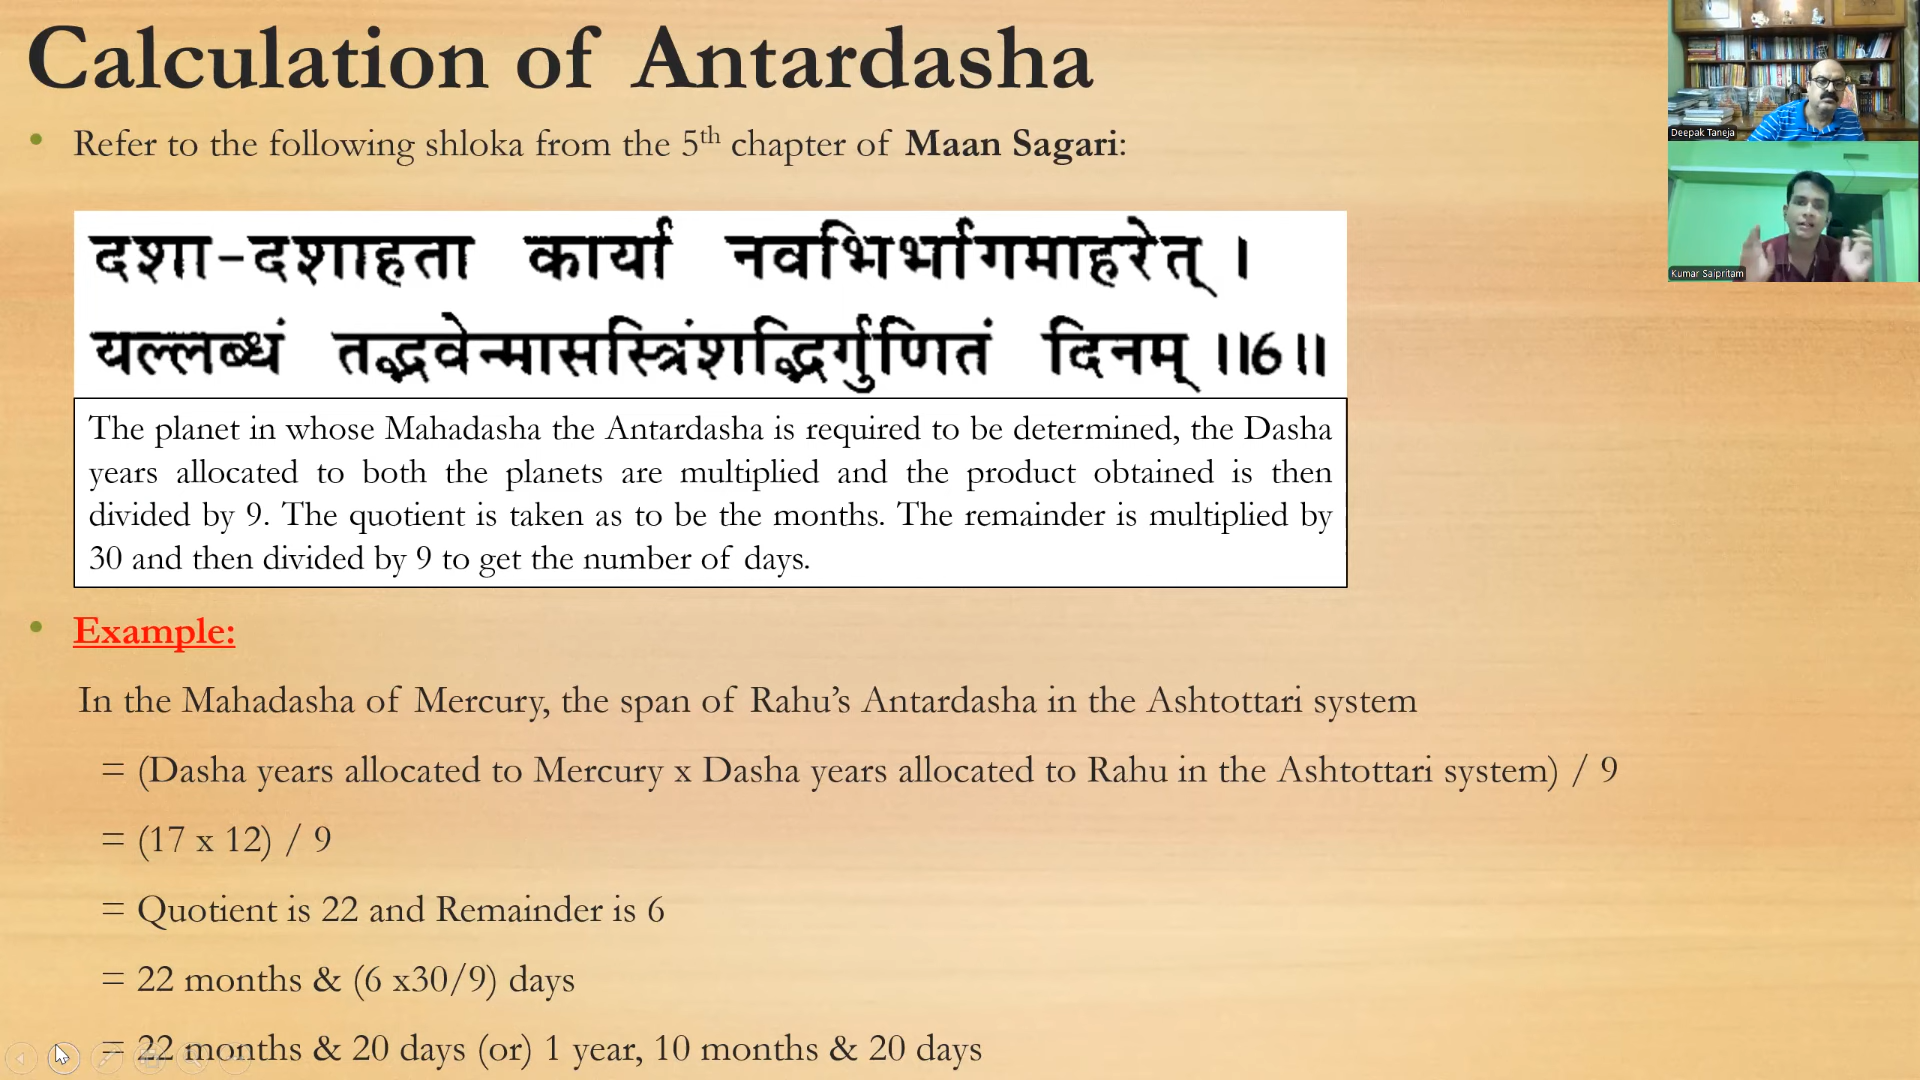 Calculation of Antardasha
• Refer to the following shloka from the 5th chapter of Maan Sagari:
दशा-दशाहता कार्या नवभिर्भागमाहरेत् ।
यल्लब्धं तद्भवेन्मासस्त्रिंशद्भिर्गुणितं दिनम् ।।6।।
The planet in whose Mahadasha the Antardasha is required to be determined, the Dasha
years allocated to both the planets are multiplied and the product obtained is then
divided by 9. The quotient is taken as to be the months. The remainder is multiplied by
30 and then divided by 9 to get the number of days.
• Example:
In the Mahadasha of Mercury, the span of Rahu’s Antardasha in the Ashtottari system
= (Dasha years allocated to Mercury x Dasha years allocated to Rahu in the Ashtottari system) / 9
= (17 x 12) / 9
= Quotient is 22 and Remainder is 6
= 22 months & (6 x30/9) days
= 22 months & 20 days (or) 1 year, 10 months & 20 days
Deepak Taneja
Kumar Saipritam